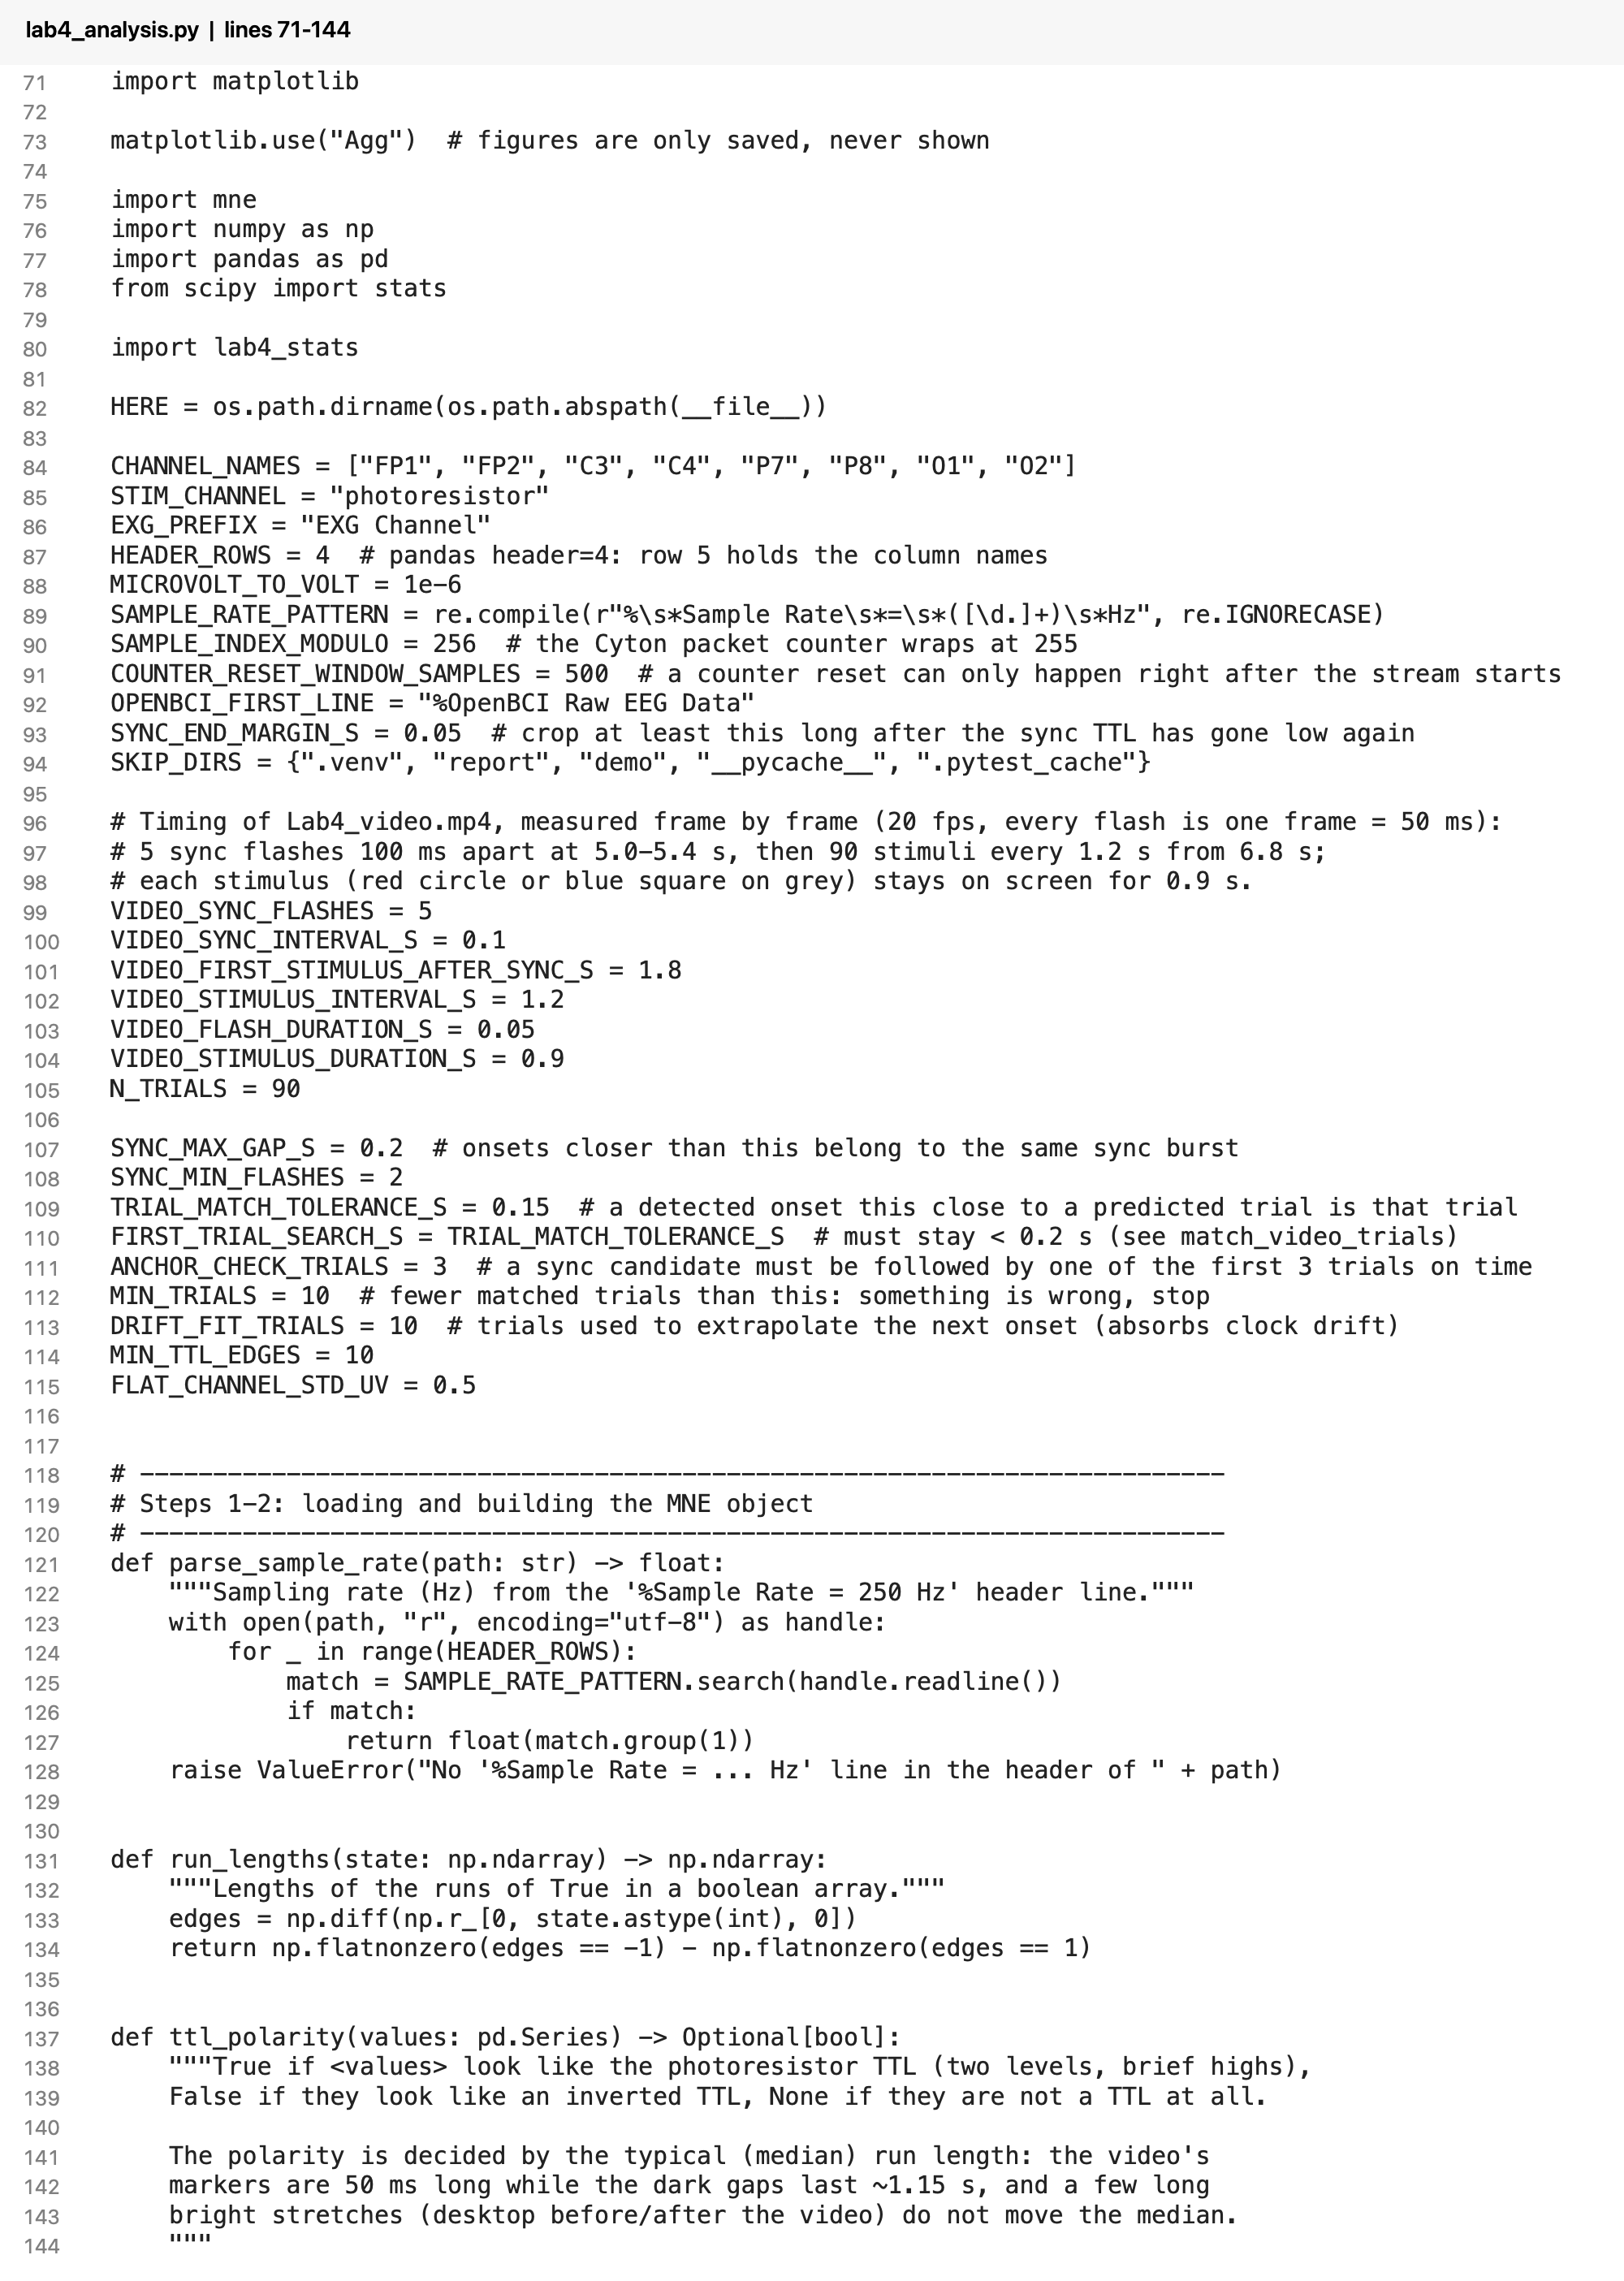 lab4_analysis.py | lines 71-144
71 import matplotlib
72
73 matplotlib.use("Agg")  # figures are only saved, never shown
74
75 import mne
76 import numpy as np
77 import pandas as pd
78 from scipy import stats
79
80 import lab4_stats
81
82 HERE = os.path.dirname(os.path.abspath(__file__))
83
84 CHANNEL_NAMES = ["FP1", "FP2", "C3", "C4", "P7", "P8", "O1", "O2"]
85 STIM_CHANNEL = "photoresistor"
86 EXG_PREFIX = "EXG Channel"
87 HEADER_ROWS = 4  # pandas header=4: row 5 holds the column names
88 MICROVOLT_TO_VOLT = 1e-6
89 SAMPLE_RATE_PATTERN = re.compile(r"%\s*Sample Rate\s*=\s*([\d.]+)\s*Hz", re.IGNORECASE)
90 SAMPLE_INDEX_MODULO = 256  # the Cyton packet counter wraps at 255
91 COUNTER_RESET_WINDOW_SAMPLES = 500  # a counter reset can only happen right after the stream starts
92 OPENBCI_FIRST_LINE = "%OpenBCI Raw EEG Data"
93 SYNC_END_MARGIN_S = 0.05  # crop at least this long after the sync TTL has gone low again
94 SKIP_DIRS = {".venv", "report", "demo", "__pycache__", ".pytest_cache"}
95
96 # Timing of Lab4_video.mp4, measured frame by frame (20 fps, every flash is one frame = 50 ms):
97 # 5 sync flashes 100 ms apart at 5.0-5.4 s, then 90 stimuli every 1.2 s from 6.8 s;
98 # each stimulus (red circle or blue square on grey) stays on screen for 0.9 s.
99 VIDEO_SYNC_FLASHES = 5
100 VIDEO_SYNC_INTERVAL_S = 0.1
101 VIDEO_FIRST_STIMULUS_AFTER_SYNC_S = 1.8
102 VIDEO_STIMULUS_INTERVAL_S = 1.2
103 VIDEO_FLASH_DURATION_S = 0.05
104 VIDEO_STIMULUS_DURATION_S = 0.9
105 N_TRIALS = 90
106
107 SYNC_MAX_GAP_S = 0.2  # onsets closer than this belong to the same sync burst
108 SYNC_MIN_FLASHES = 2
109 TRIAL_MATCH_TOLERANCE_S = 0.15  # a detected onset this close to a predicted trial is that trial
110 FIRST_TRIAL_SEARCH_S = TRIAL_MATCH_TOLERANCE_S  # must stay < 0.2 s (see match_video_trials)
111 ANCHOR_CHECK_TRIALS = 3  # a sync candidate must be followed by one of the first 3 trials on time
112 MIN_TRIALS = 10  # fewer matched trials than this: something is wrong, stop
113 DRIFT_FIT_TRIALS = 10  # trials used to extrapolate the next onset (absorbs clock drift)
114 MIN_TTL_EDGES = 10
115 FLAT_CHANNEL_STD_UV = 0.5
116
117
118 # --------------------------------------------------------------------------
119 # Steps 1-2: loading and building the MNE object
120 # --------------------------------------------------------------------------
121 def parse_sample_rate(path: str) -> float:
122     """Sampling rate (Hz) from the '%Sample Rate = 250 Hz' header line."""
123     with open(path, "r", encoding="utf-8") as handle:
124         for _ in range(HEADER_ROWS):
125             match = SAMPLE_RATE_PATTERN.search(handle.readline())
126             if match:
127                 return float(match.group(1))
128     raise ValueError("No '%Sample Rate = ... Hz' line in the header of " + path)
129
130
131 def run_lengths(state: np.ndarray) -> np.ndarray:
132     """Lengths of the runs of True in a boolean array."""
133     edges = np.diff(np.r_[0, state.astype(int), 0])
134     return np.flatnonzero(edges == -1) - np.flatnonzero(edges == 1)
135
136
137 def ttl_polarity(values: pd.Series) -> Optional[bool]:
138     """True if <values> look like the photoresistor TTL (two levels, brief highs),
139     False if they look like an inverted TTL, None if they are not a TTL at all.
140
141     The polarity is decided by the typical (median) run length: the video's
142     markers are 50 ms long while the dark gaps last ~1.15 s, and a few long
143     bright stretches (desktop before/after the video) do not move the median.
144     """